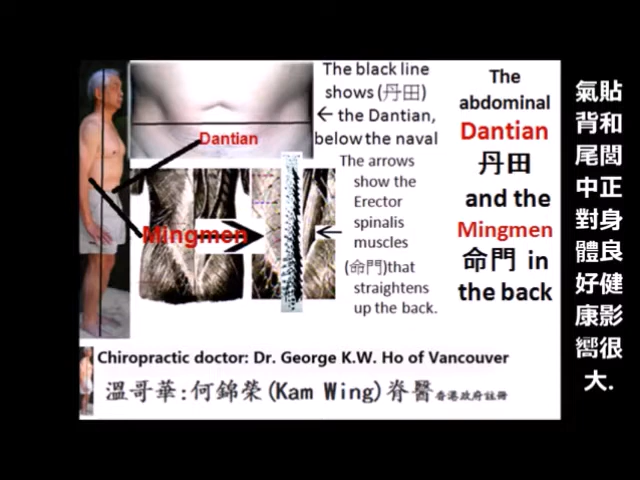 The black line
shows (丹田)
← the Dantian,
below the naval
Dantian
The arrows
show the
Erector
spinalis
muscles
(命門)that
straightens
up the back.
←
Mingmen
The
abdominal
Dantian
丹田
and the
Mingmen
命門 in
the back
Chiropractic doctor: Dr. George K.W. Ho of Vancouver
溫哥華:何錦榮(Kam Wing)脊醫香港政府註冊
氣貼
背和
尾閭
中正
對身
體良
好健
康影
嚮很
大.